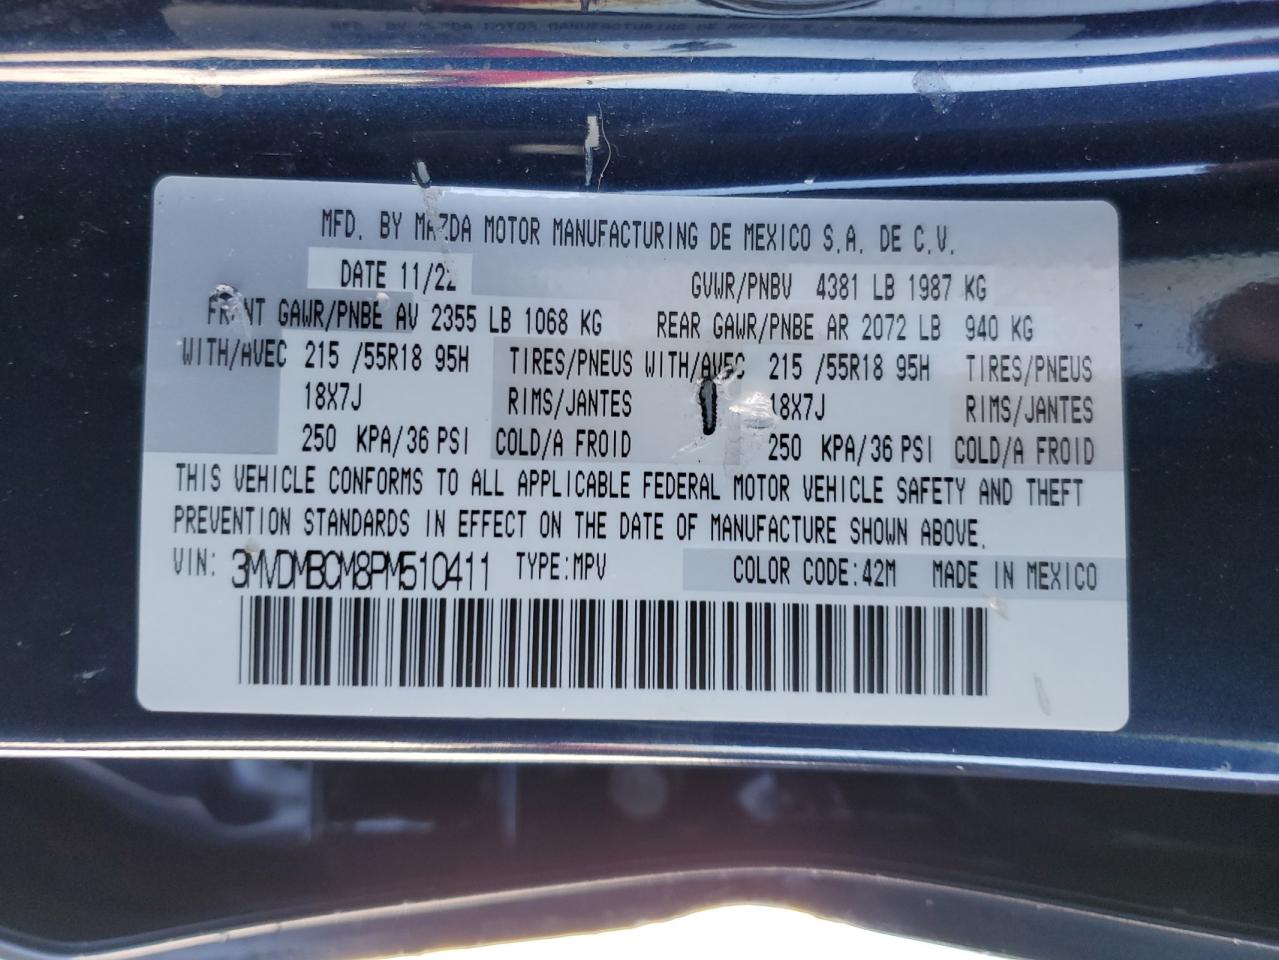 MFD. BY MAZDA MOTOR MANUFACTURING DE MEXICO S.A. DE C.V.
DATE 11/22 GVWR/PNBV 4381 LB 1987 KG
FRONT GAWR/PNBE AV 2355 LB 1068 KG REAR GAWR/PNBE AR 2072 LB 940 KG
WITH/AVEC 215 /55R18 95H TIRES/PNEUS WITH/AVEC 215 /55R18 95H TIRES/PNEUS
18X7J RIMS/JANTES 18X7J RIMS/JANTES
250 KPA/36 PSI COLD/A FROID 250 KPA/36 PSI COLD/A FROID
THIS VEHICLE CONFORMS TO ALL APPLICABLE FEDERAL MOTOR VEHICLE SAFETY AND THEFT
PREVENTION STANDARDS IN EFFECT ON THE DATE OF MANUFACTURE SHOWN ABOVE.
VIN: 3MVDMBCM8PM510411 TYPE:MPV COLOR CODE:42M MADE IN MEXICO